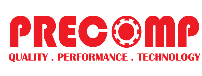 PRECOMP
QUALITY . PERFORMANCE . TECHNOLOGY